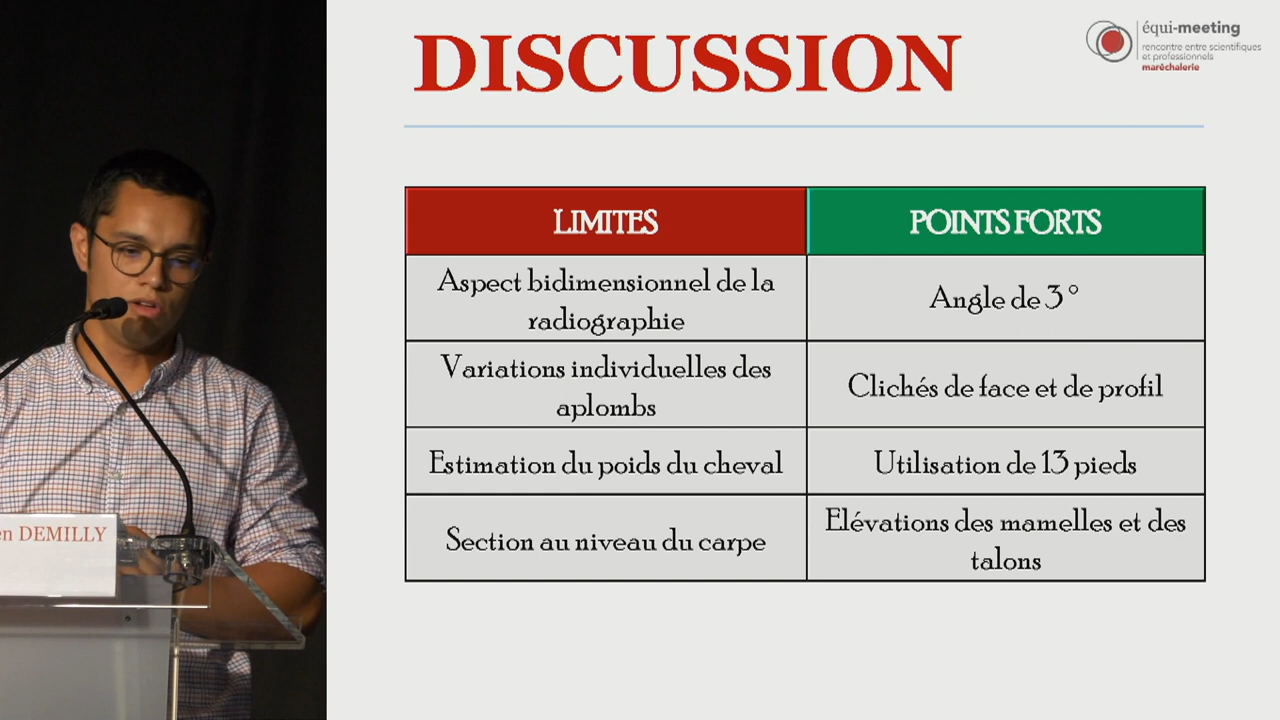 DISCUSSION
équi-meeting
rencontre entre scientifiques
et professionnels
maréchalerie
LIMITES
POINTS FORTS
Aspect bidimensionnel de la
radiographie
Angle de 3°
Variations individuelles des
aplombs
Clichés de face et de profil
Estimation du poids du cheval
Utilisation de 13 pieds
Section au niveau du carpe
Elévations des mamelles et des
talons
en DEMILLY